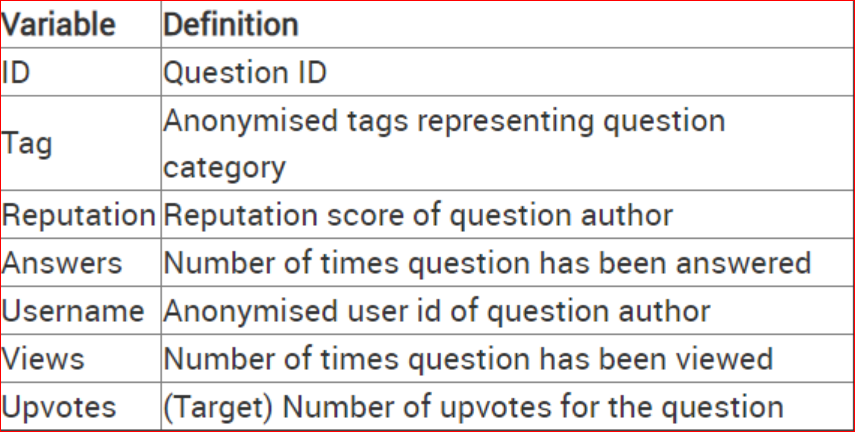 Variable Definition
ID Question ID
Tag Anonymised tags representing question
category
Reputation Reputation score of question author
Answers Number of times question has been answered
Username Anonymised user id of question author
Views Number of times question has been viewed
Upvotes (Target) Number of upvotes for the question